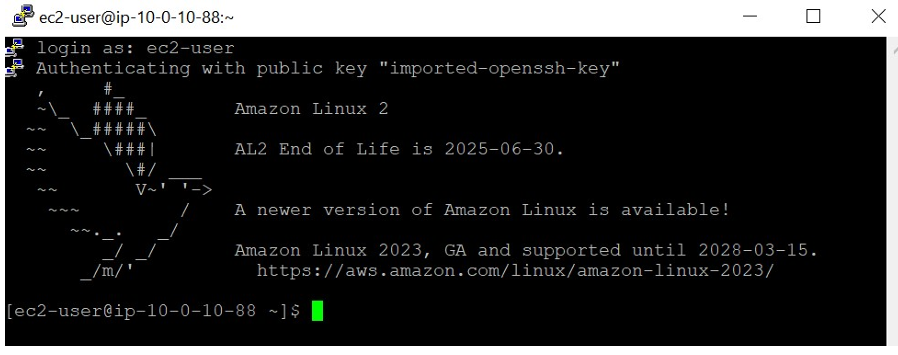 ec2-user@ip-10-0-10-88:~
login as: ec2-user
Authenticating with public key "imported-openssh-key"
   ,     #_
   ~\_  ####_        Amazon Linux 2
  ~~  \_#####\
  ~~     \###|       AL2 End of Life is 2025-06-30.
  ~~       \#/ ___
   ~~       V~' '->
    ~~~         /    A newer version of Amazon Linux is available!
      ~~._.   _/
         _/ _/       Amazon Linux 2023, GA and supported until 2028-03-15.
       _/m/'           https://aws.amazon.com/linux/amazon-linux-2023/
[ec2-user@ip-10-0-10-88 ~]$